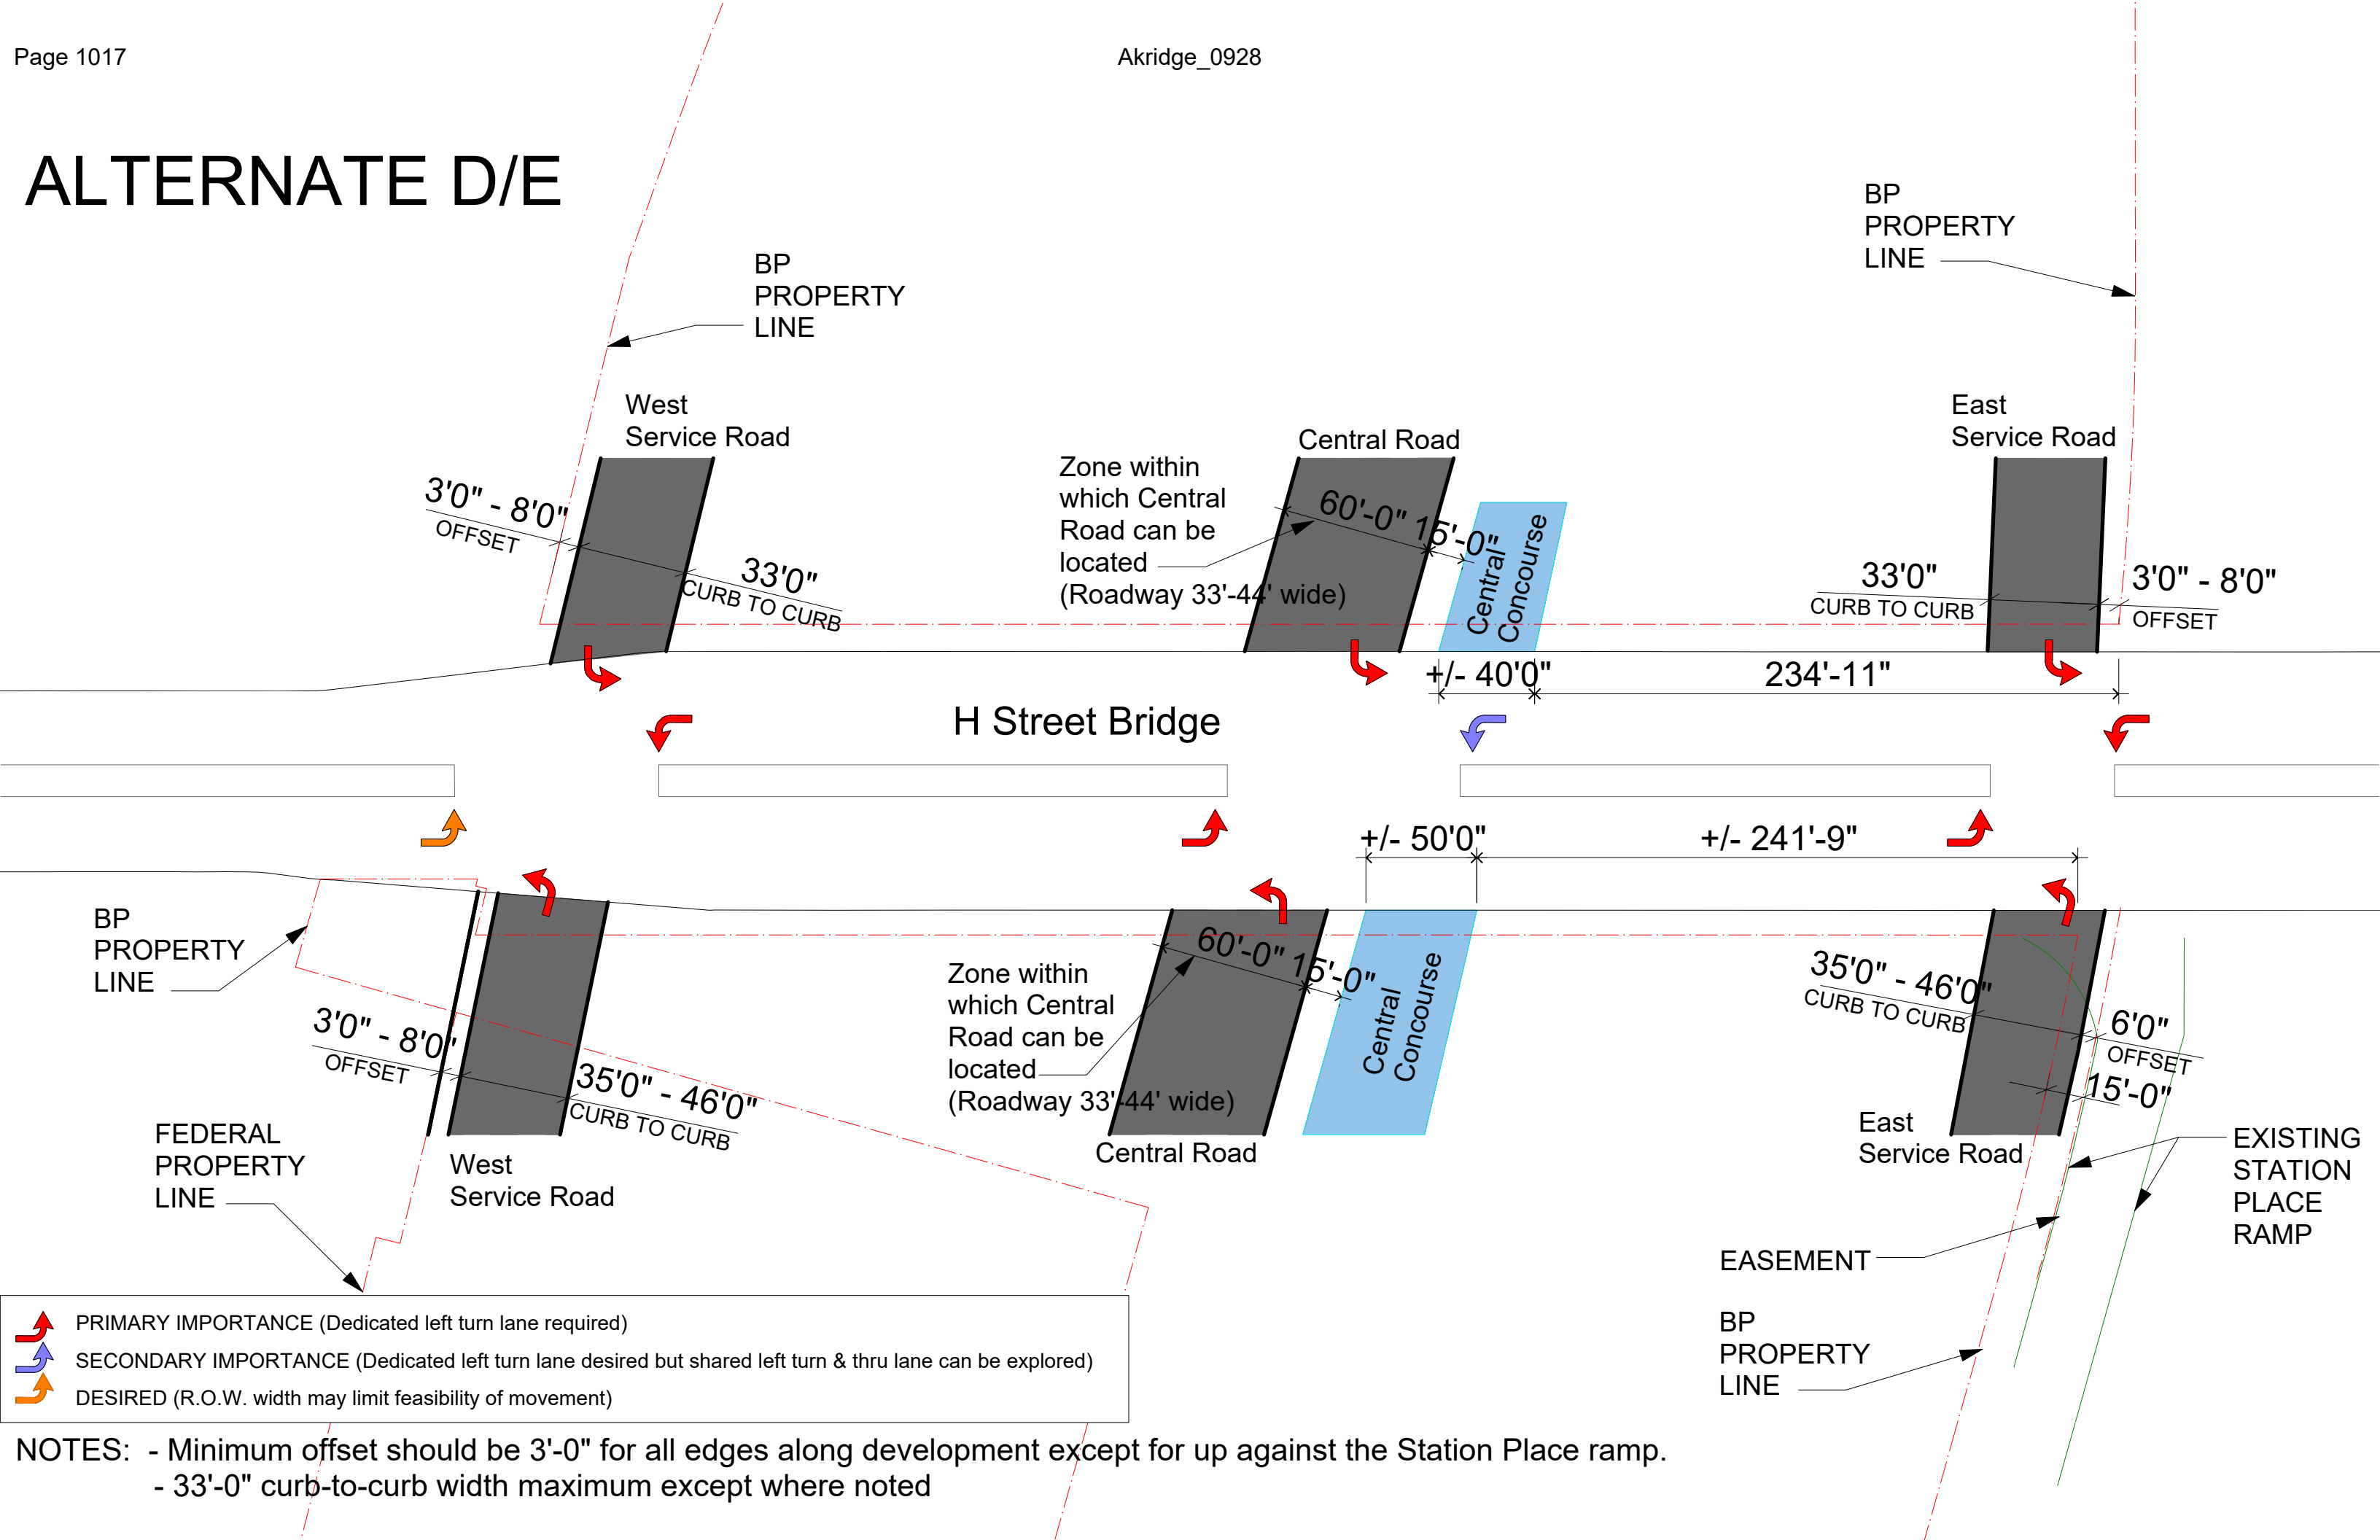 Page 1017
Akridge_0928
ALTERNATE D/E
BP
PROPERTY
LINE
BP
PROPERTY
LINE
West
Service Road
3'0" - 8'0"
OFFSET
33'0"
CURB TO CURB
Central Road
Zone within
which Central
Road can be
located
(Roadway 33'-44' wide)
60'-0"
15'-0"
Central
Concourse
East
Service Road
33'0"
CURB TO CURB
3'0" - 8'0"
OFFSET
+/- 40'0"
234'-11"
H Street Bridge
+/- 50'0"
+/- 241'-9"
BP
PROPERTY
LINE
3'0" - 8'0"
OFFSET
35'0" - 46'0"
CURB TO CURB
FEDERAL
PROPERTY
LINE
West
Service Road
Zone within
which Central
Road can be
located
(Roadway 33'-44' wide)
60'-0"
15'-0"
Central
Concourse
Central Road
35'0" - 46'0"
CURB TO CURB
6'0"
OFFSET
15'-0"
East
Service Road
EXISTING
STATION
PLACE
RAMP
EASEMENT
BP
PROPERTY
LINE
PRIMARY IMPORTANCE (Dedicated left turn lane required)
SECONDARY IMPORTANCE (Dedicated left turn lane desired but shared left turn & thru lane can be explored)
DESIRED (R.O.W. width may limit feasibility of movement)
NOTES: - Minimum offset should be 3'-0" for all edges along development except for up against the Station Place ramp.
- 33'-0" curb-to-curb width maximum except where noted